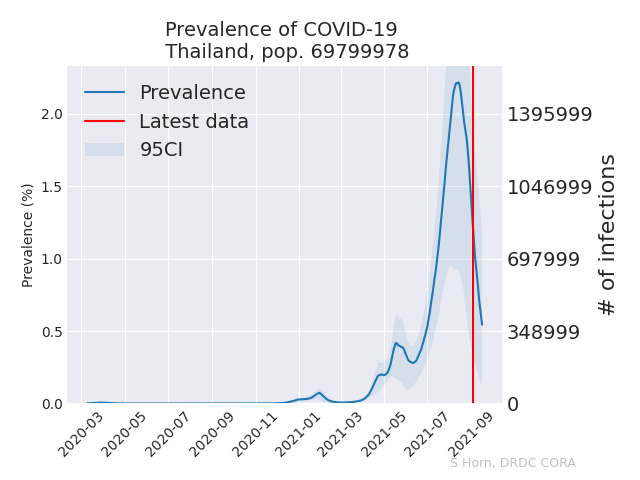 Prevalence of COVID-19
Thailand, pop. 69799978
Prevalence
Latest data
95CI
Prevalence (%)
2.0
1.5
1.0
0.5
0.0
1395999
1046999
697999
348999
0
# of infections
2020-03
2020-05
2020-07
2020-09
2020-11
2021-01
2021-03
2021-05
2021-07
2021-09
S Horn, DRDC CORA